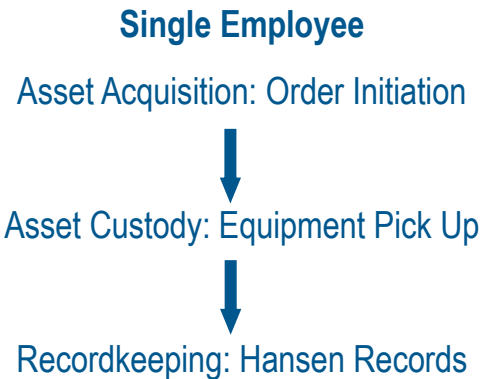 Single Employee
Asset Acquisition: Order Initiation
Asset Custody: Equipment Pick Up
Recordkeeping: Hansen Records